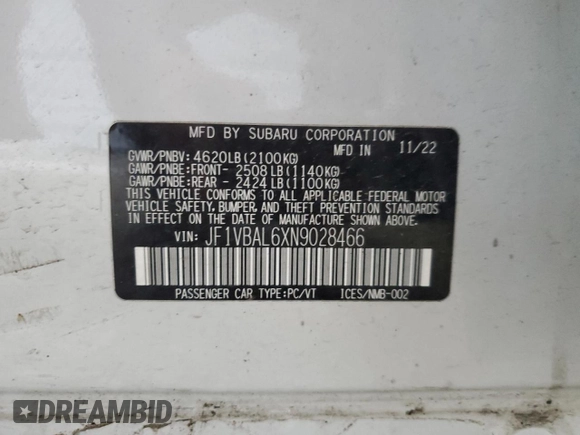 MFD BY SUBARU CORPORATION
MFD IN 11/22
GVWR/PNBV: 4620LB(2100KG)
GAWR/PNBE:FRONT- 2508LB(1140KG)
GAWR/PNBE:REAR - 2424LB(1100KG)
THIS VEHICLE CONFORMS TO ALL APPLICABLE FEDERAL MOTOR
VEHICLE SAFETY, BUMPER, AND THEFT PREVENTION STANDARDS
IN EFFECT ON THE DATE OF MANUFACTURE SHOWN ABOVE.
VIN: JF1VBAL6XN9028466
PASSENGER CAR TYPE:PC/VT ICES/NMB-002
DREAMBID